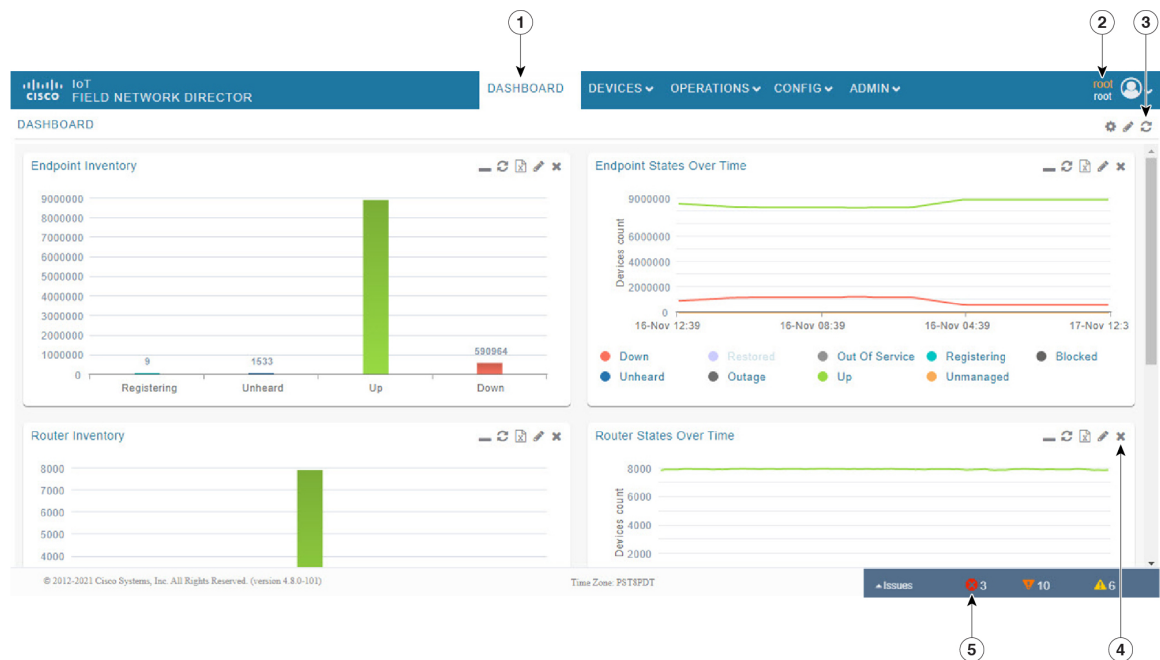 1
2
3
IoT
CISCO FIELD NETWORK DIRECTOR
DASHBOARD DEVICES OPERATIONS CONFIG ADMIN
root
root
DASHBOARD
Endpoint Inventory
9000000
8000000
7000000
6000000
5000000
4000000
3000000
2000000
1000000
0
9
1533
590964
Registering Unheard Up Down
Endpoint States Over Time
Devices count
9000000
6000000
4000000
2000000
0
16-Nov 12:39 16-Nov 08:39 16-Nov 04:39 17-Nov 12:3
Down Restored Out Of Service Registering Blocked
Unheard Outage Up Unmanaged
Router Inventory
8000
7000
6000
5000
4000
Router States Over Time
Devices count
8000
6000
4000
2000
© 2012-2021 Cisco Systems, Inc. All Rights Reserved. (version 4.8.0-101) Time Zone: PST8PDT Issues 3 10 6
5
4